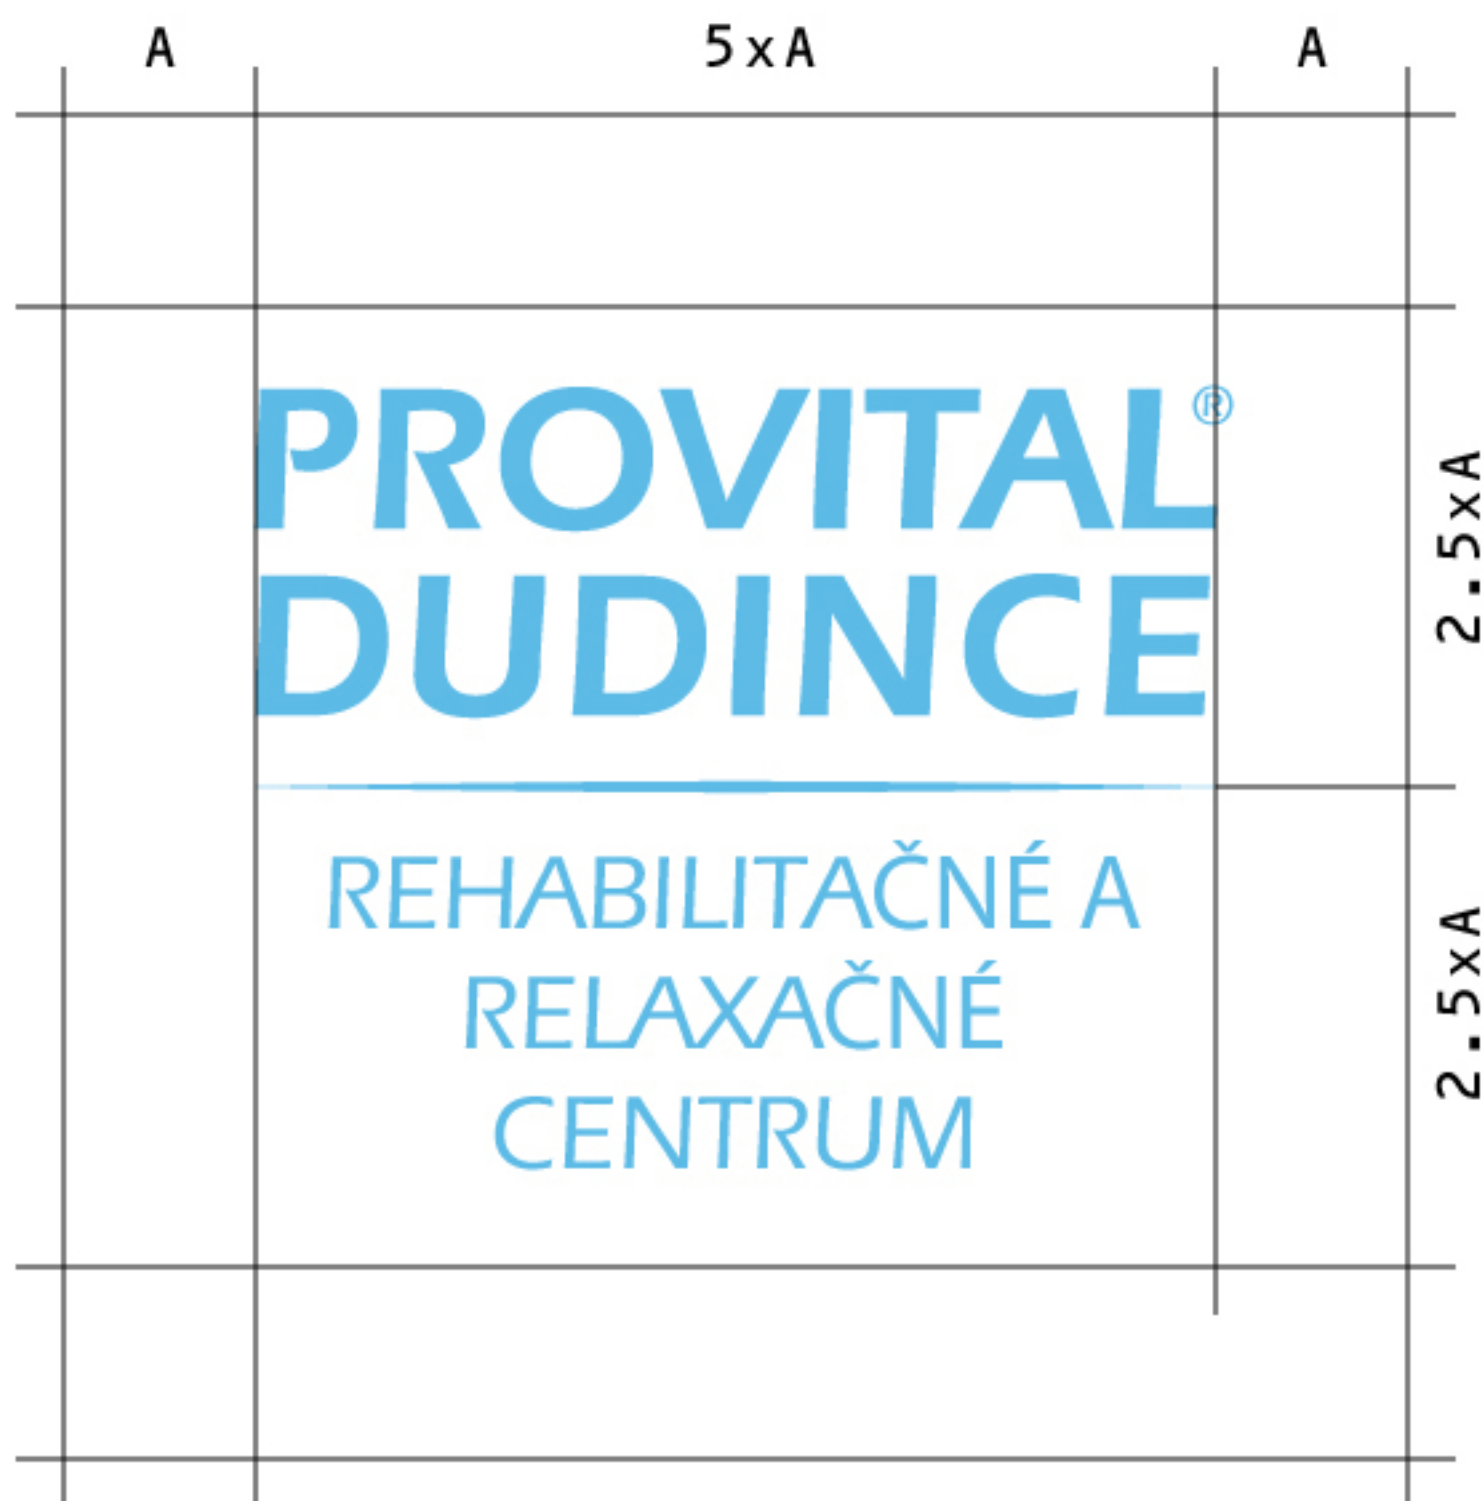 A 5xA A
PROVITAL®
DUDINCE
2.5xA
REHABILITAČNÉ A
RELAXAČNÉ
CENTRUM
2.5xA